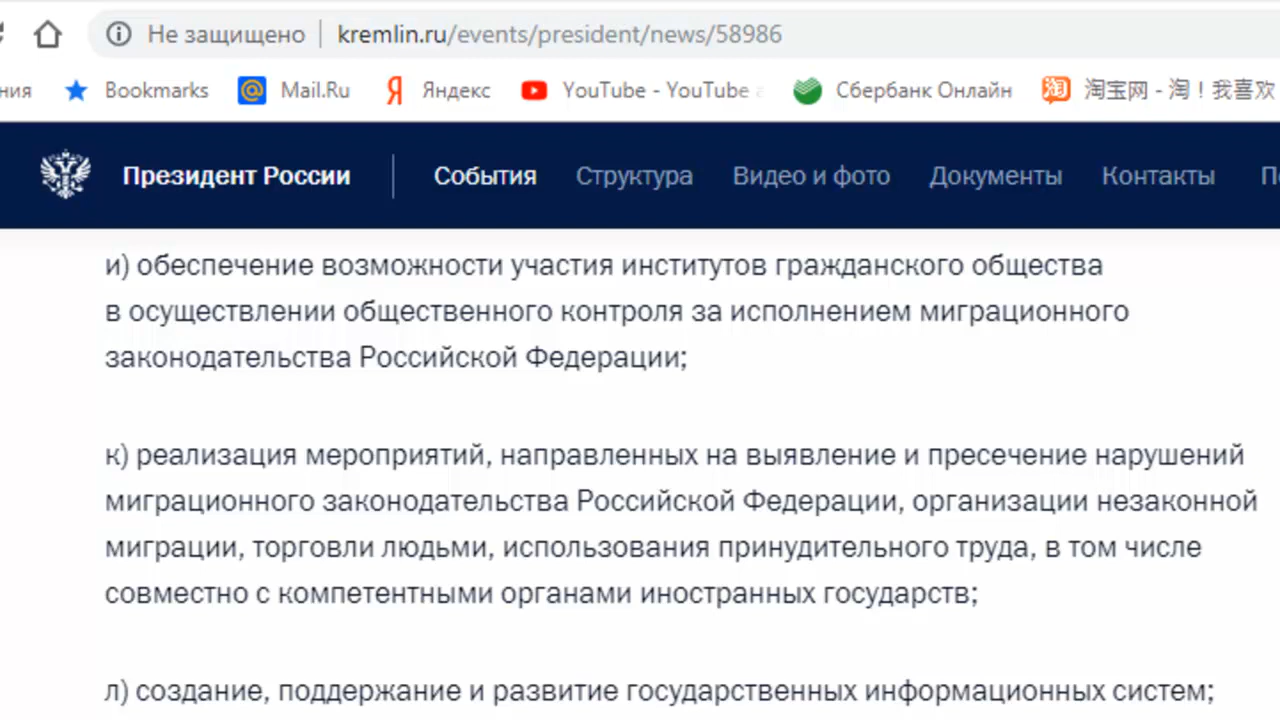 Не защищено kremlin.ru/events/president/news/58986
ния Bookmarks @ Mail.Ru Я Яндекс YouTube - YouTube Сбербанк Онлайн 淘 淘宝网 - 淘！我喜欢
Президент России События Структура Видео и фото Документы Контакты
и) обеспечение возможности участия институтов гражданского общества
в осуществлении общественного контроля за исполнением миграционного
законодательства Российской Федерации;
к) реализация мероприятий, направленных на выявление и пресечение нарушений
миграционного законодательства Российской Федерации, организации незаконной
миграции, торговли людьми, использования принудительного труда, в том числе
совместно с компетентными органами иностранных государств;
л) создание, поддержание и развитие государственных информационных систем;